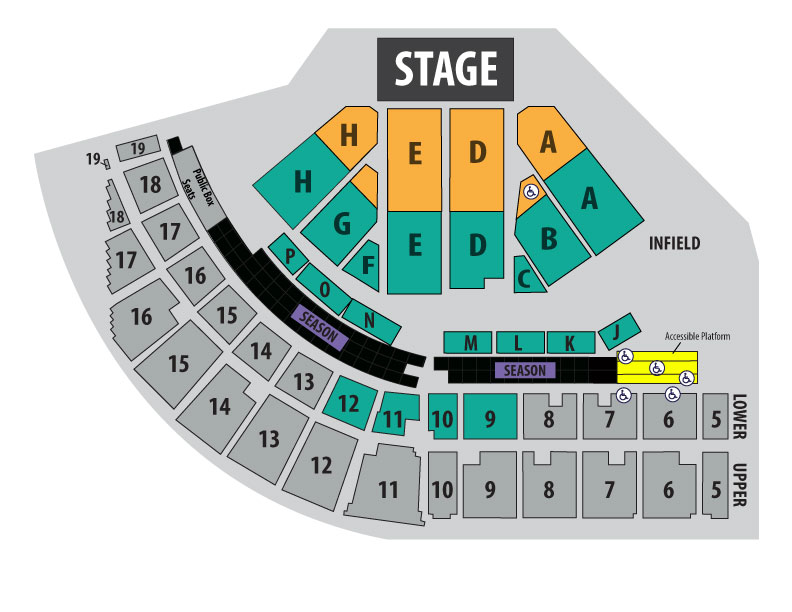 STAGE
H
E
D
A
H
G
E
D
B
A
INFIELD
F
C
P
O
N
M
L
K
J
Accessible Platform
SEASON
SEASON
Public Box
Seats
19
19
18
18
17
17
16
16
15
15
14
14
13
13
12
12
11
11
10
9
8
7
6
5
LOWER
10
9
8
7
6
5
UPPER